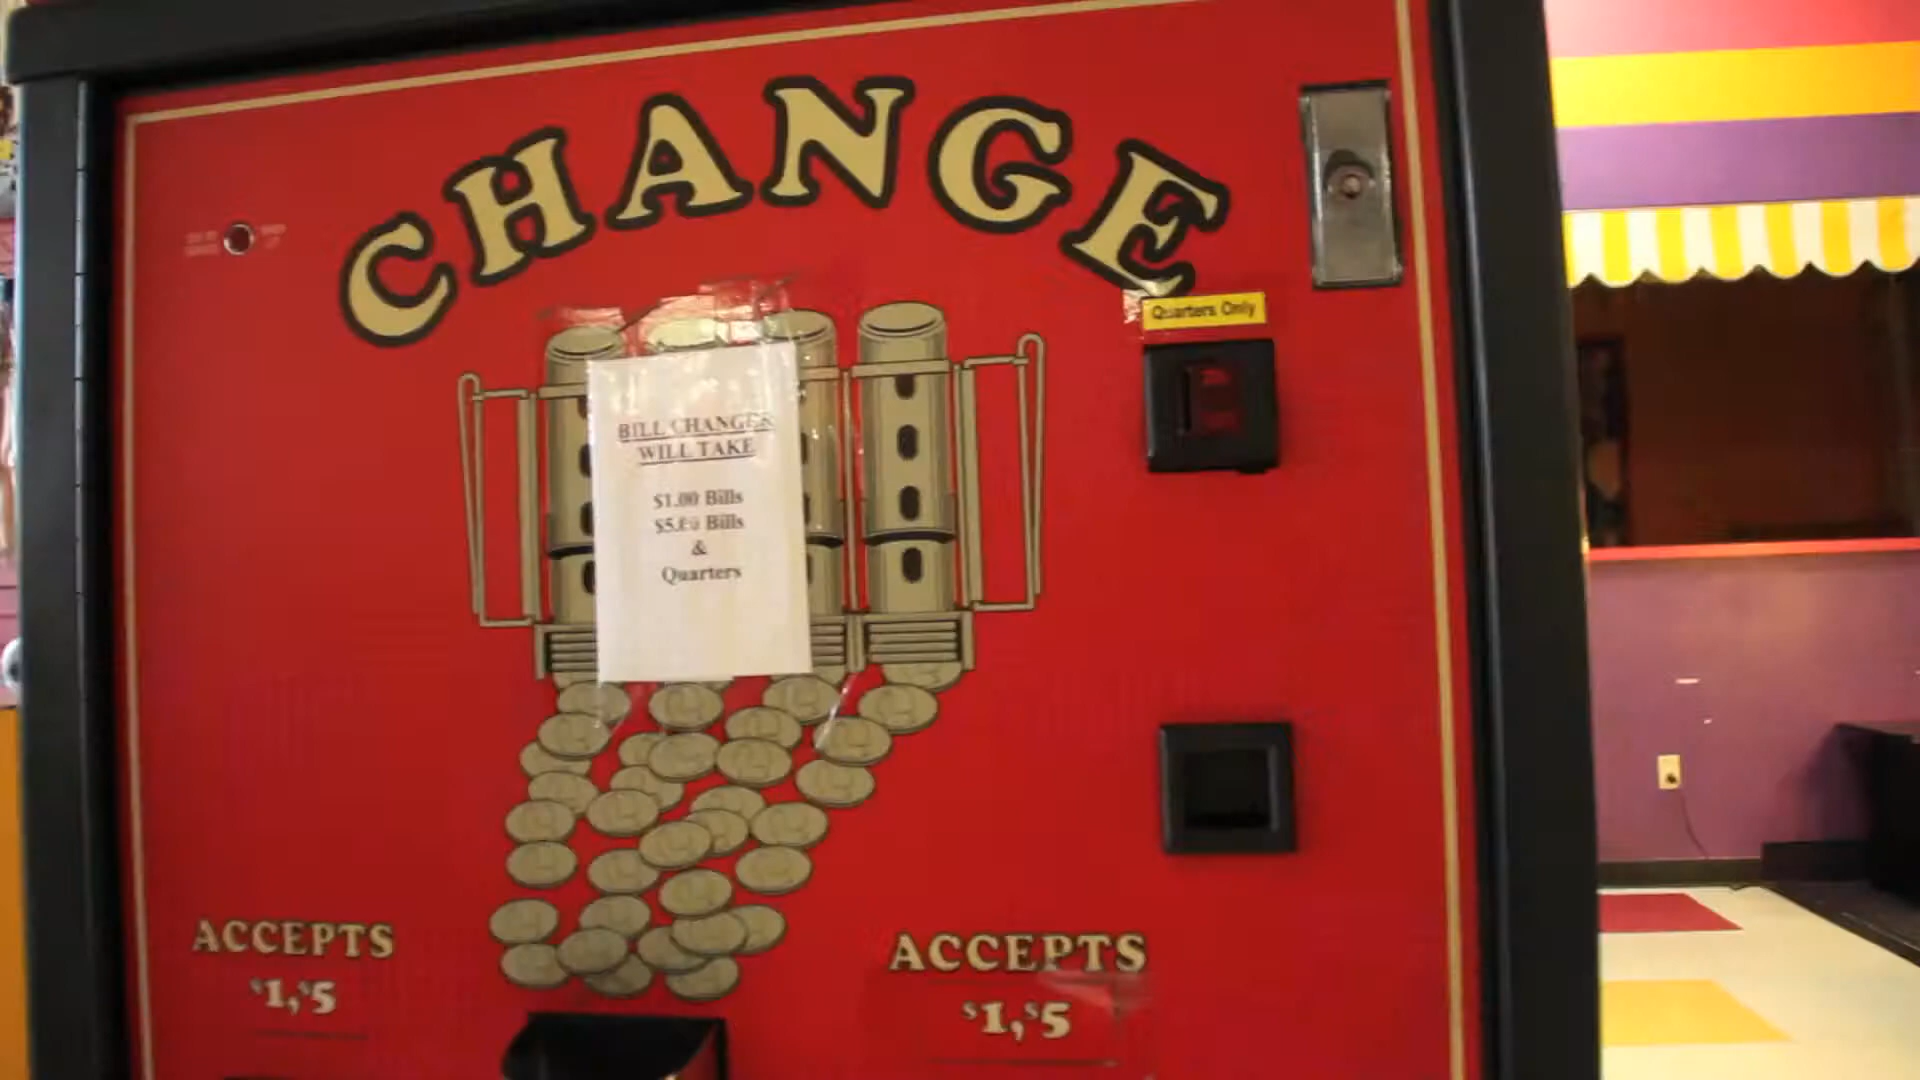 CHANGE
Quarters Only
BILL CHANGER
WILL TAKE
$1.00 Bills
$5.00 Bills
&
Quarters
ACCEPTS
$1,$5
ACCEPTS
$1,$5